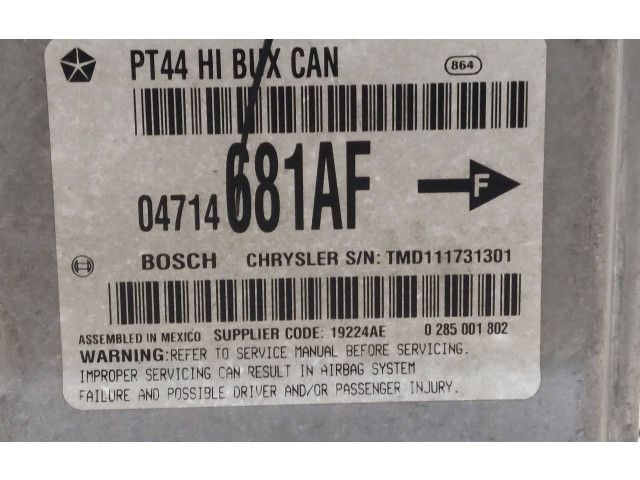 PT44 HI BUX CAN 864
04714 681AF F
BOSCH CHRYSLER S/N: TMD111731301
ASSEMBLED IN MEXICO SUPPLIER CODE: 19224AE 0 285 001 802
WARNING: REFER TO SERVICE MANUAL BEFORE SERVICING.
IMPROPER SERVICING CAN RESULT IN AIRBAG SYSTEM
FAILURE AND POSSIBLE DRIVER AND/OR PASSENGER INJURY.